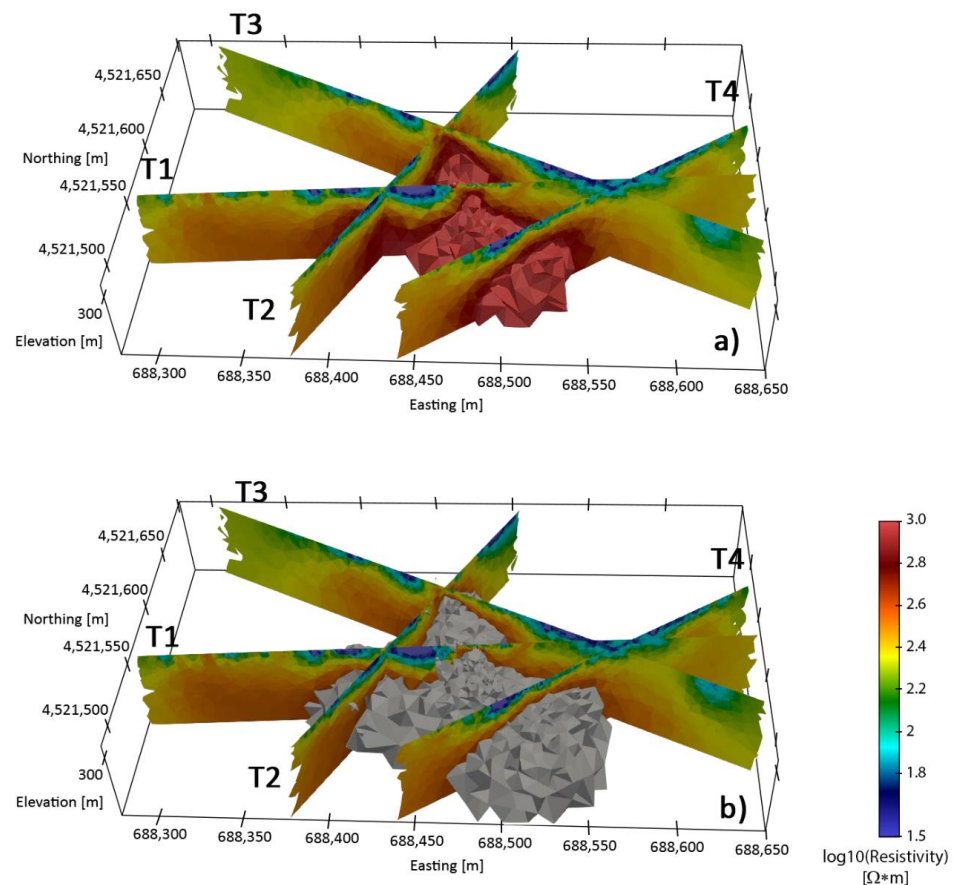 T3
4,521,650
T4
4,521,600
Northing [m]
T1
4,521,550
4,521,500
T2
300
Elevation [m]
a)
688,300
688,350
688,400
688,450
688,500
688,550
688,600
688,650
Easting [m]
T3
4,521,650
3.0
T4
4,521,600
2.8
Northing [m]
T1
4,521,550
2.6
2.4
4,521,500
2.2
T2
300
2
Elevation [m]
b)
1.8
688,300
688,350
688,400
688,450
688,500
688,550
688,600
688,650
1.5
Easting [m]
log10(Resistivity)
[Ω*m]